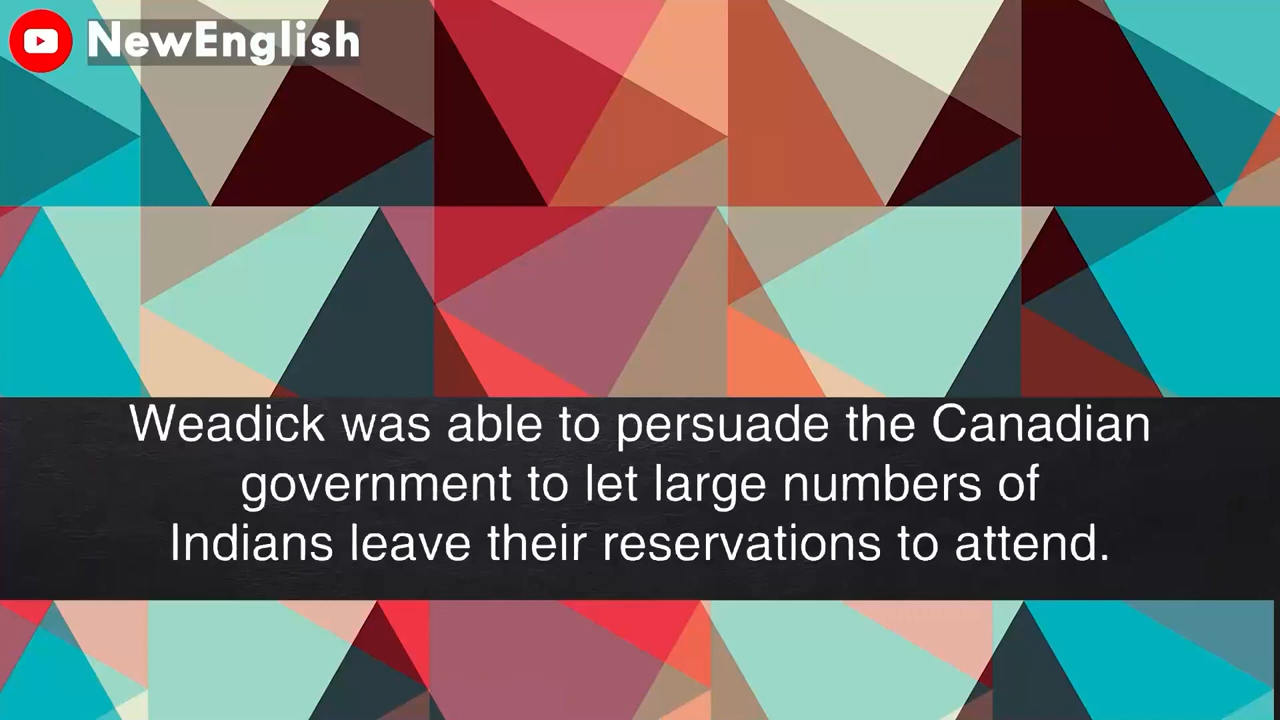 NewEnglish
Weadick was able to persuade the Canadian
government to let large numbers of
Indians leave their reservations to attend.